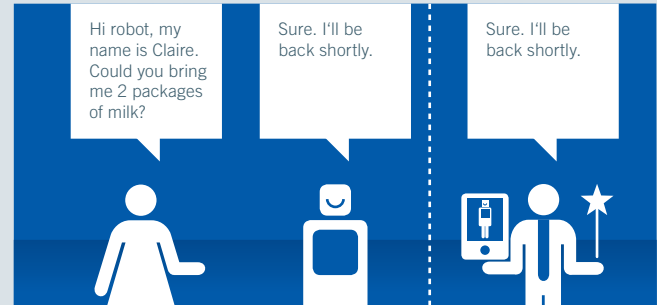 Hi robot, my
name is Claire.
Could you bring
me 2 packages
of milk?
Sure. I‘ll be
back shortly.
Sure. I‘ll be
back shortly.